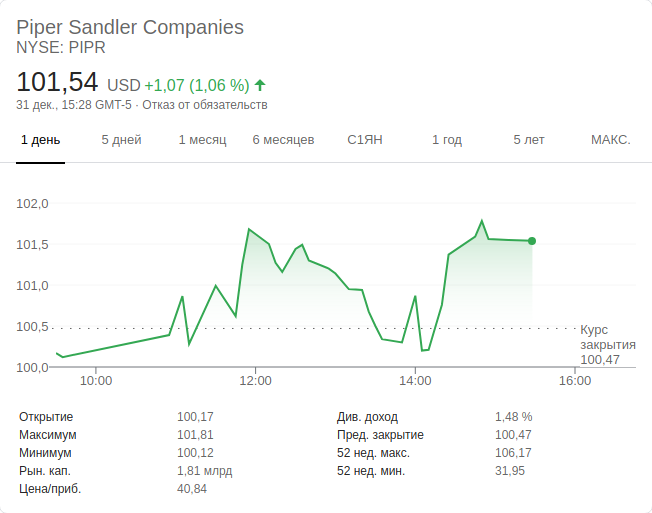 Piper Sandler Companies
NYSE: PIPR
101,54 USD +1,07 (1,06 %)
31 дек., 15:28 GMT-5 · Отказ от обязательств
1 день 5 дней 1 месяц 6 месяцев С1ЯН 1 год 5 лет МАКС.
102,0
101,5
101,0
100,5
100,0
Курс
закрытия
100,47
10:00 12:00 14:00 16:00
Открытие 100,17 Див. доход 1,48 %
Максимум 101,81 Пред. закрытие 100,47
Минимум 100,12 52 нед. макс. 106,17
Рын. кап. 1,81 млрд 52 нед. мин. 31,95
Цена/приб. 40,84